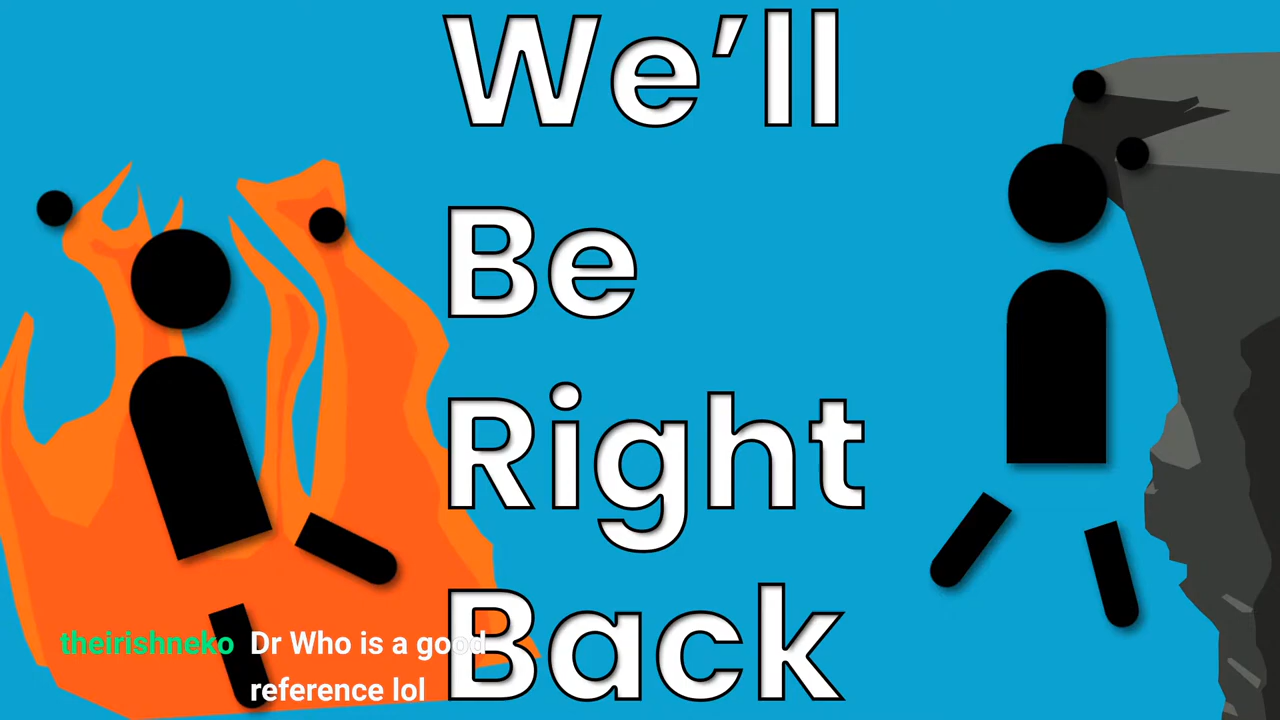 We’ll
Be
Right
Back
theirishneko Dr Who is a good
reference lol